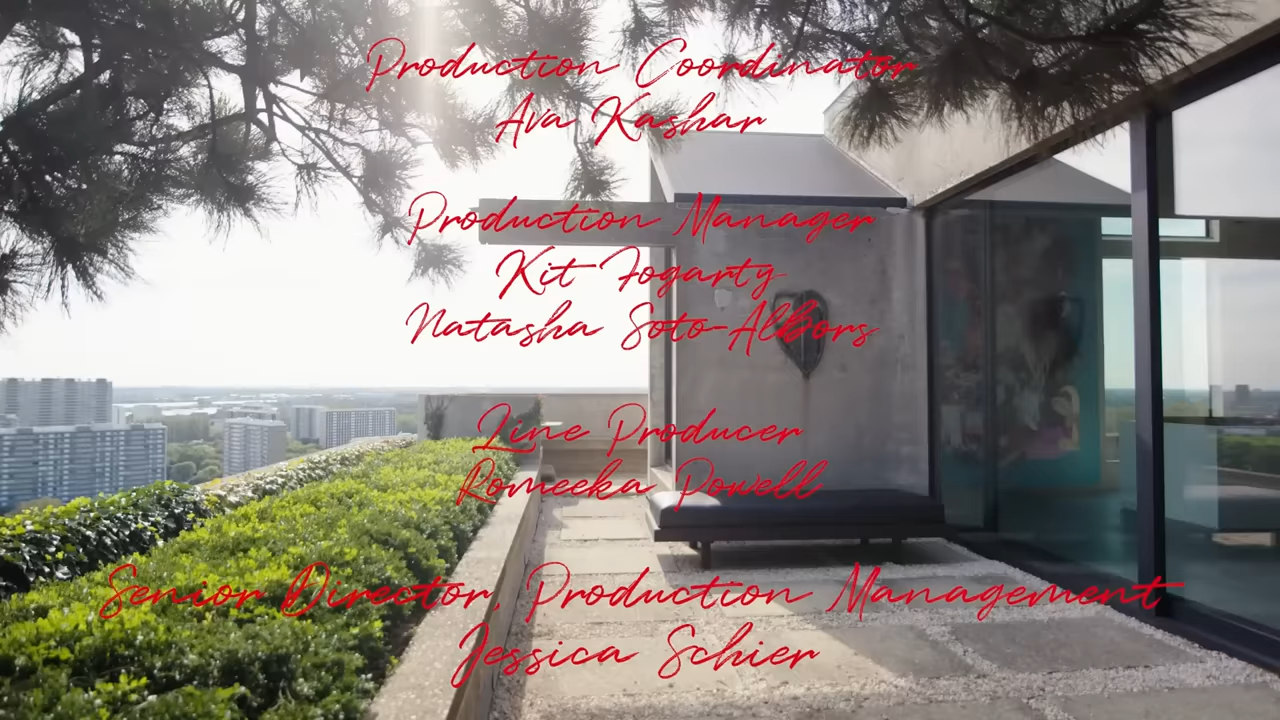 Production Coordinator
Ava Kashar
Production Manager
Kit Fogarty
Natasha Soto-Albors
Line Producer
Romeeka Powell
Senior Director, Production Management
Jessica Schier